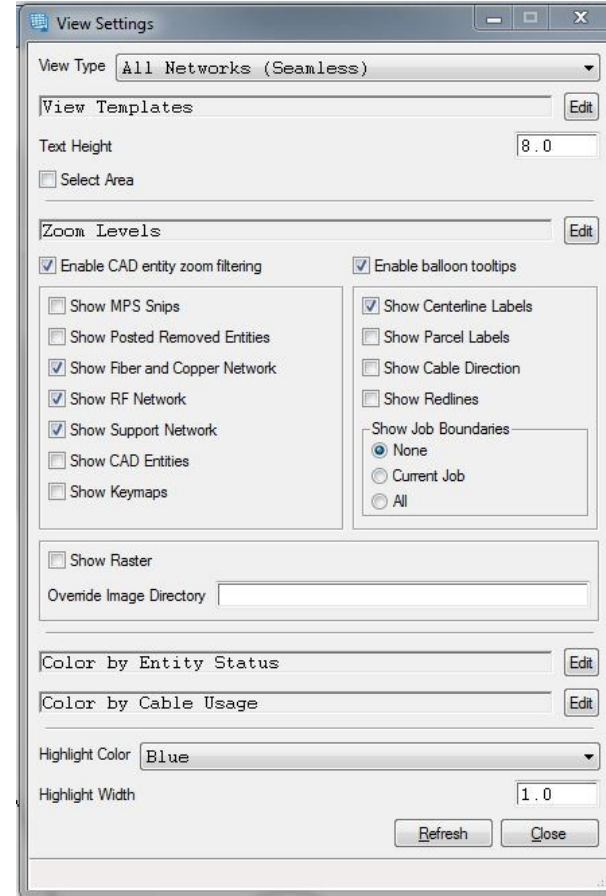 View Settings
View Type All Networks (Seamless)
View Templates Edit
Text Height 8.0
Select Area
Zoom Levels Edit
Enable CAD entity zoom filtering Enable balloon tooltips
Show MPS Snips Show Centerline Labels
Show Posted Removed Entities Show Parcel Labels
Show Fiber and Copper Network Show Cable Direction
Show RF Network Show Redlines
Show Support Network Show Job Boundaries
None
Show CAD Entities Current Job
Show Keymaps All
Show Raster
Override Image Directory
Color by Entity Status Edit
Color by Cable Usage Edit
Highlight Color Blue
Highlight Width 1.0
Refresh Close